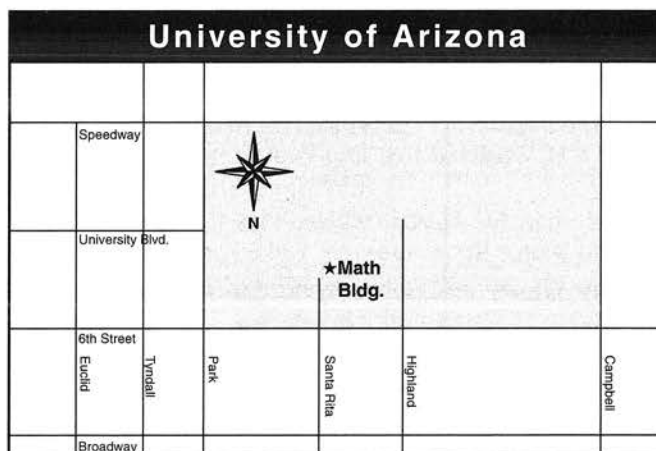 University of Arizona
Speedway
N
University Blvd.
★Math
Bldg.
6th Street
Euclid
Tyndall
Park
Santa Rita
Highland
Campbell
Broadway